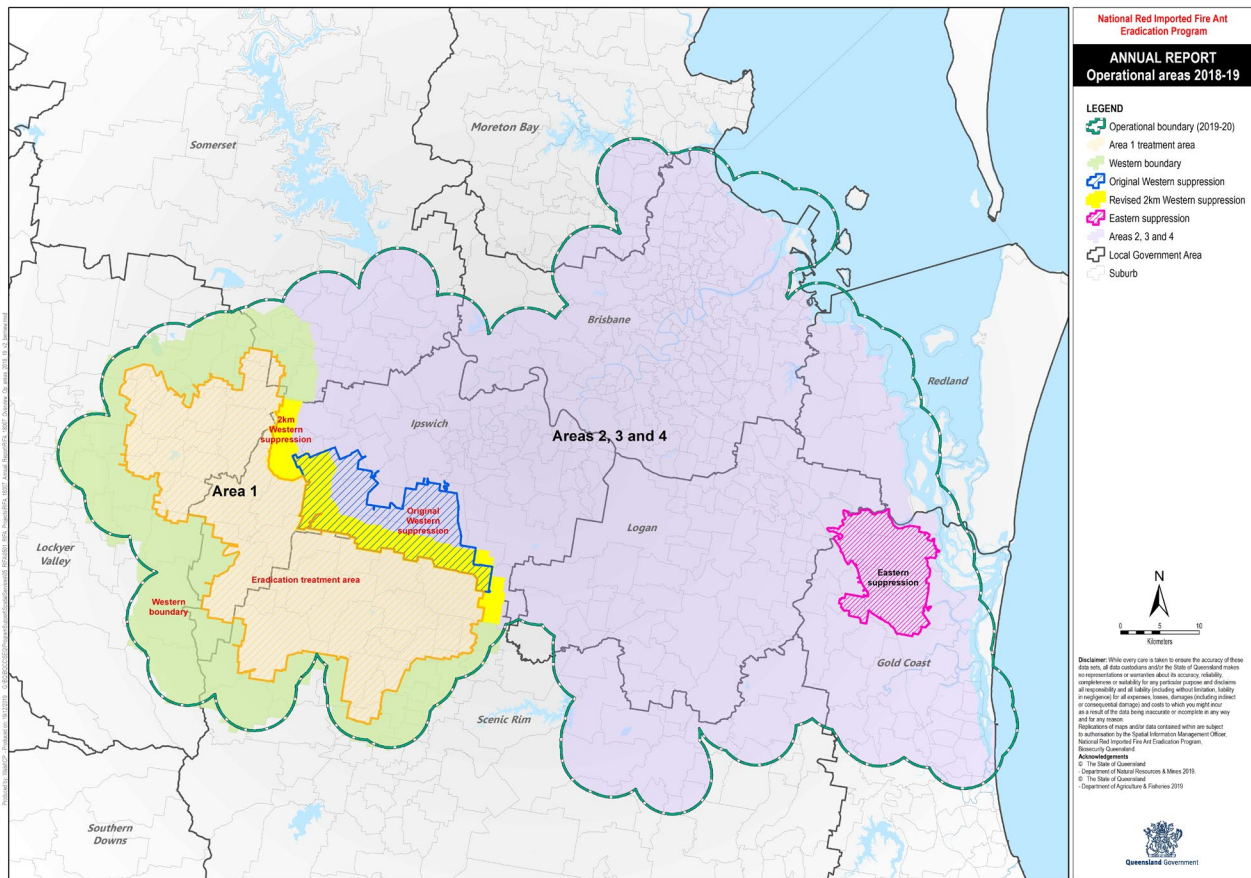 National Red Imported Fire Ant
Eradication Program
ANNUAL REPORT
Operational areas 2018-19
LEGEND
Operational boundary (2019-20)
Area 1 treatment area
Western boundary
Original Western suppression
Revised 2km Western suppression
Eastern suppression
Areas 2, 3 and 4
Local Government Area
Suburb
Somerset
Moreton Bay
Brisbane
Redland
Ipswich
Areas 2, 3 and 4
2km
Western
suppression
Area 1
Original
Western
suppression
Logan
Lockyer
Valley
Eradication treatment area
Western
boundary
Eastern
suppression
Gold Coast
Scenic Rim
Southern
Downs
N
0 5 10
Kilometers
Disclaimer: While every care is taken to ensure the accuracy of these
data sets, all data custodians and/or the State of Queensland makes
no representations or warranties about its accuracy, reliability,
completeness or suitability for any particular purpose and disclaims
all responsibility and all liability (including without limitation, liability
in negligence) for all expenses, losses, damages (including indirect
or consequential damage) and costs to which you might incur
as a result of the data being inaccurate or incomplete in any way
and for any reason.
Replications of maps and/or data contained within are subject
to authorisation by the Spatial Information Management Officer,
National Red Imported Fire Ant Eradication Program,
Biosecurity Queensland.
Acknowledgements
© The State of Queensland
- Department of Natural Resources & Mines 2019.
© The State of Queensland
- Department of Agriculture & Fisheries 2019
Queensland Government